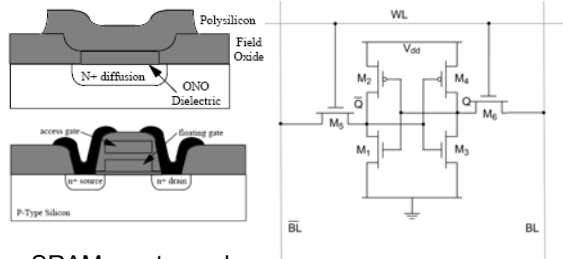 Polysilicon
Field
Oxide
N+ diffusion
ONO
Dielectric
access gate
floating gate
n+ source
n+ drain
P-Type Silicon
WL
Vdd
M2
M4
Q
Q
M5
M6
M1
M3
BL
BL